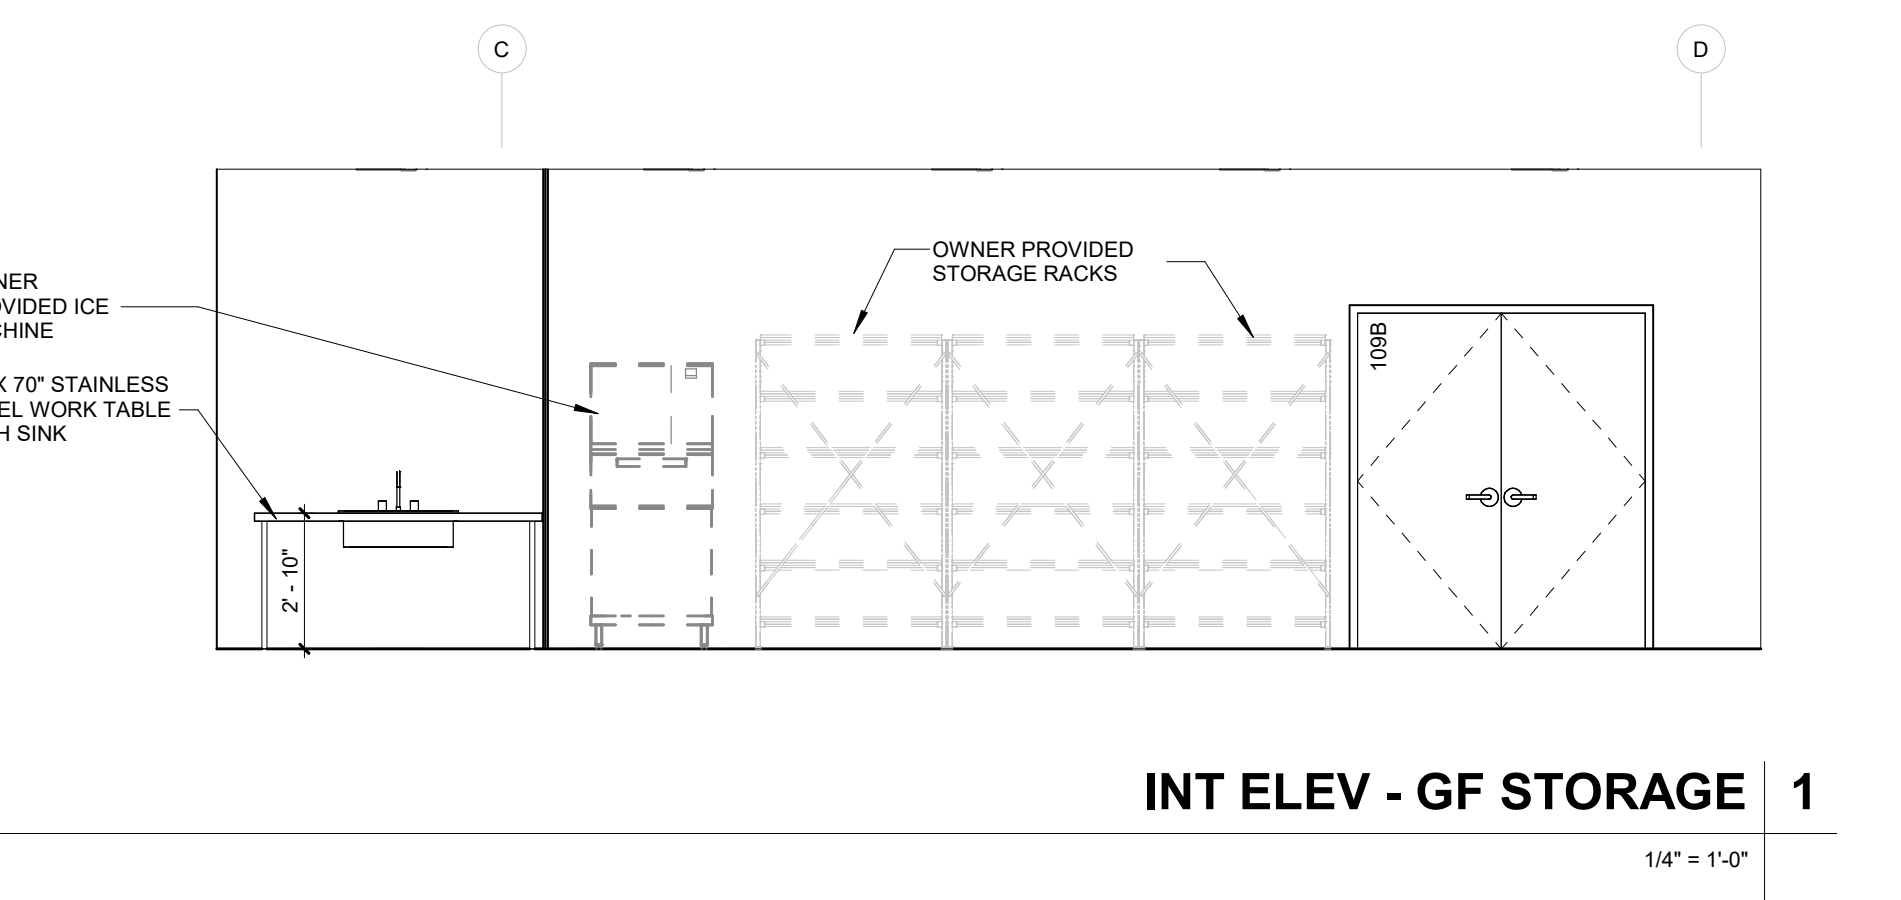 C
D
OWNER PROVIDED
STORAGE RACKS
NER
OVIDED ICE
CHINE
X 70" STAINLESS
EL WORK TABLE
H SINK
109B
2' - 10"
INT ELEV - GF STORAGE 1
1/4" = 1'-0"